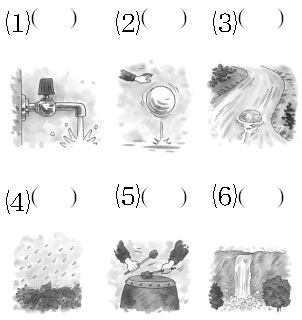 (1)(    ) (2)(    ) (3)(    )
(4)(    ) (5)(    ) (6)(    )